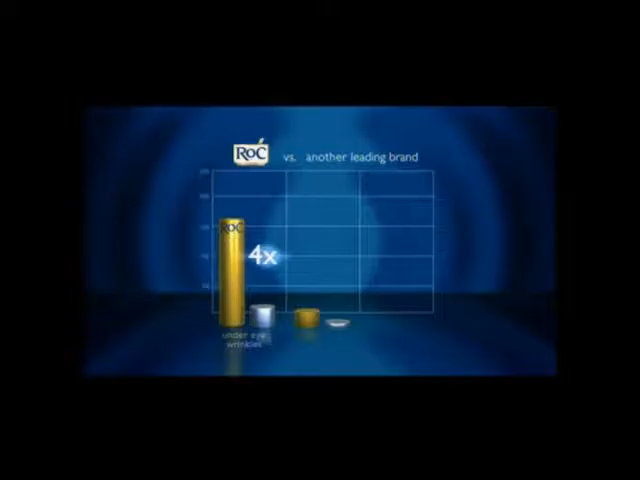 RoC
vs. another leading brand
RoC
4x
under eye
wrinkles